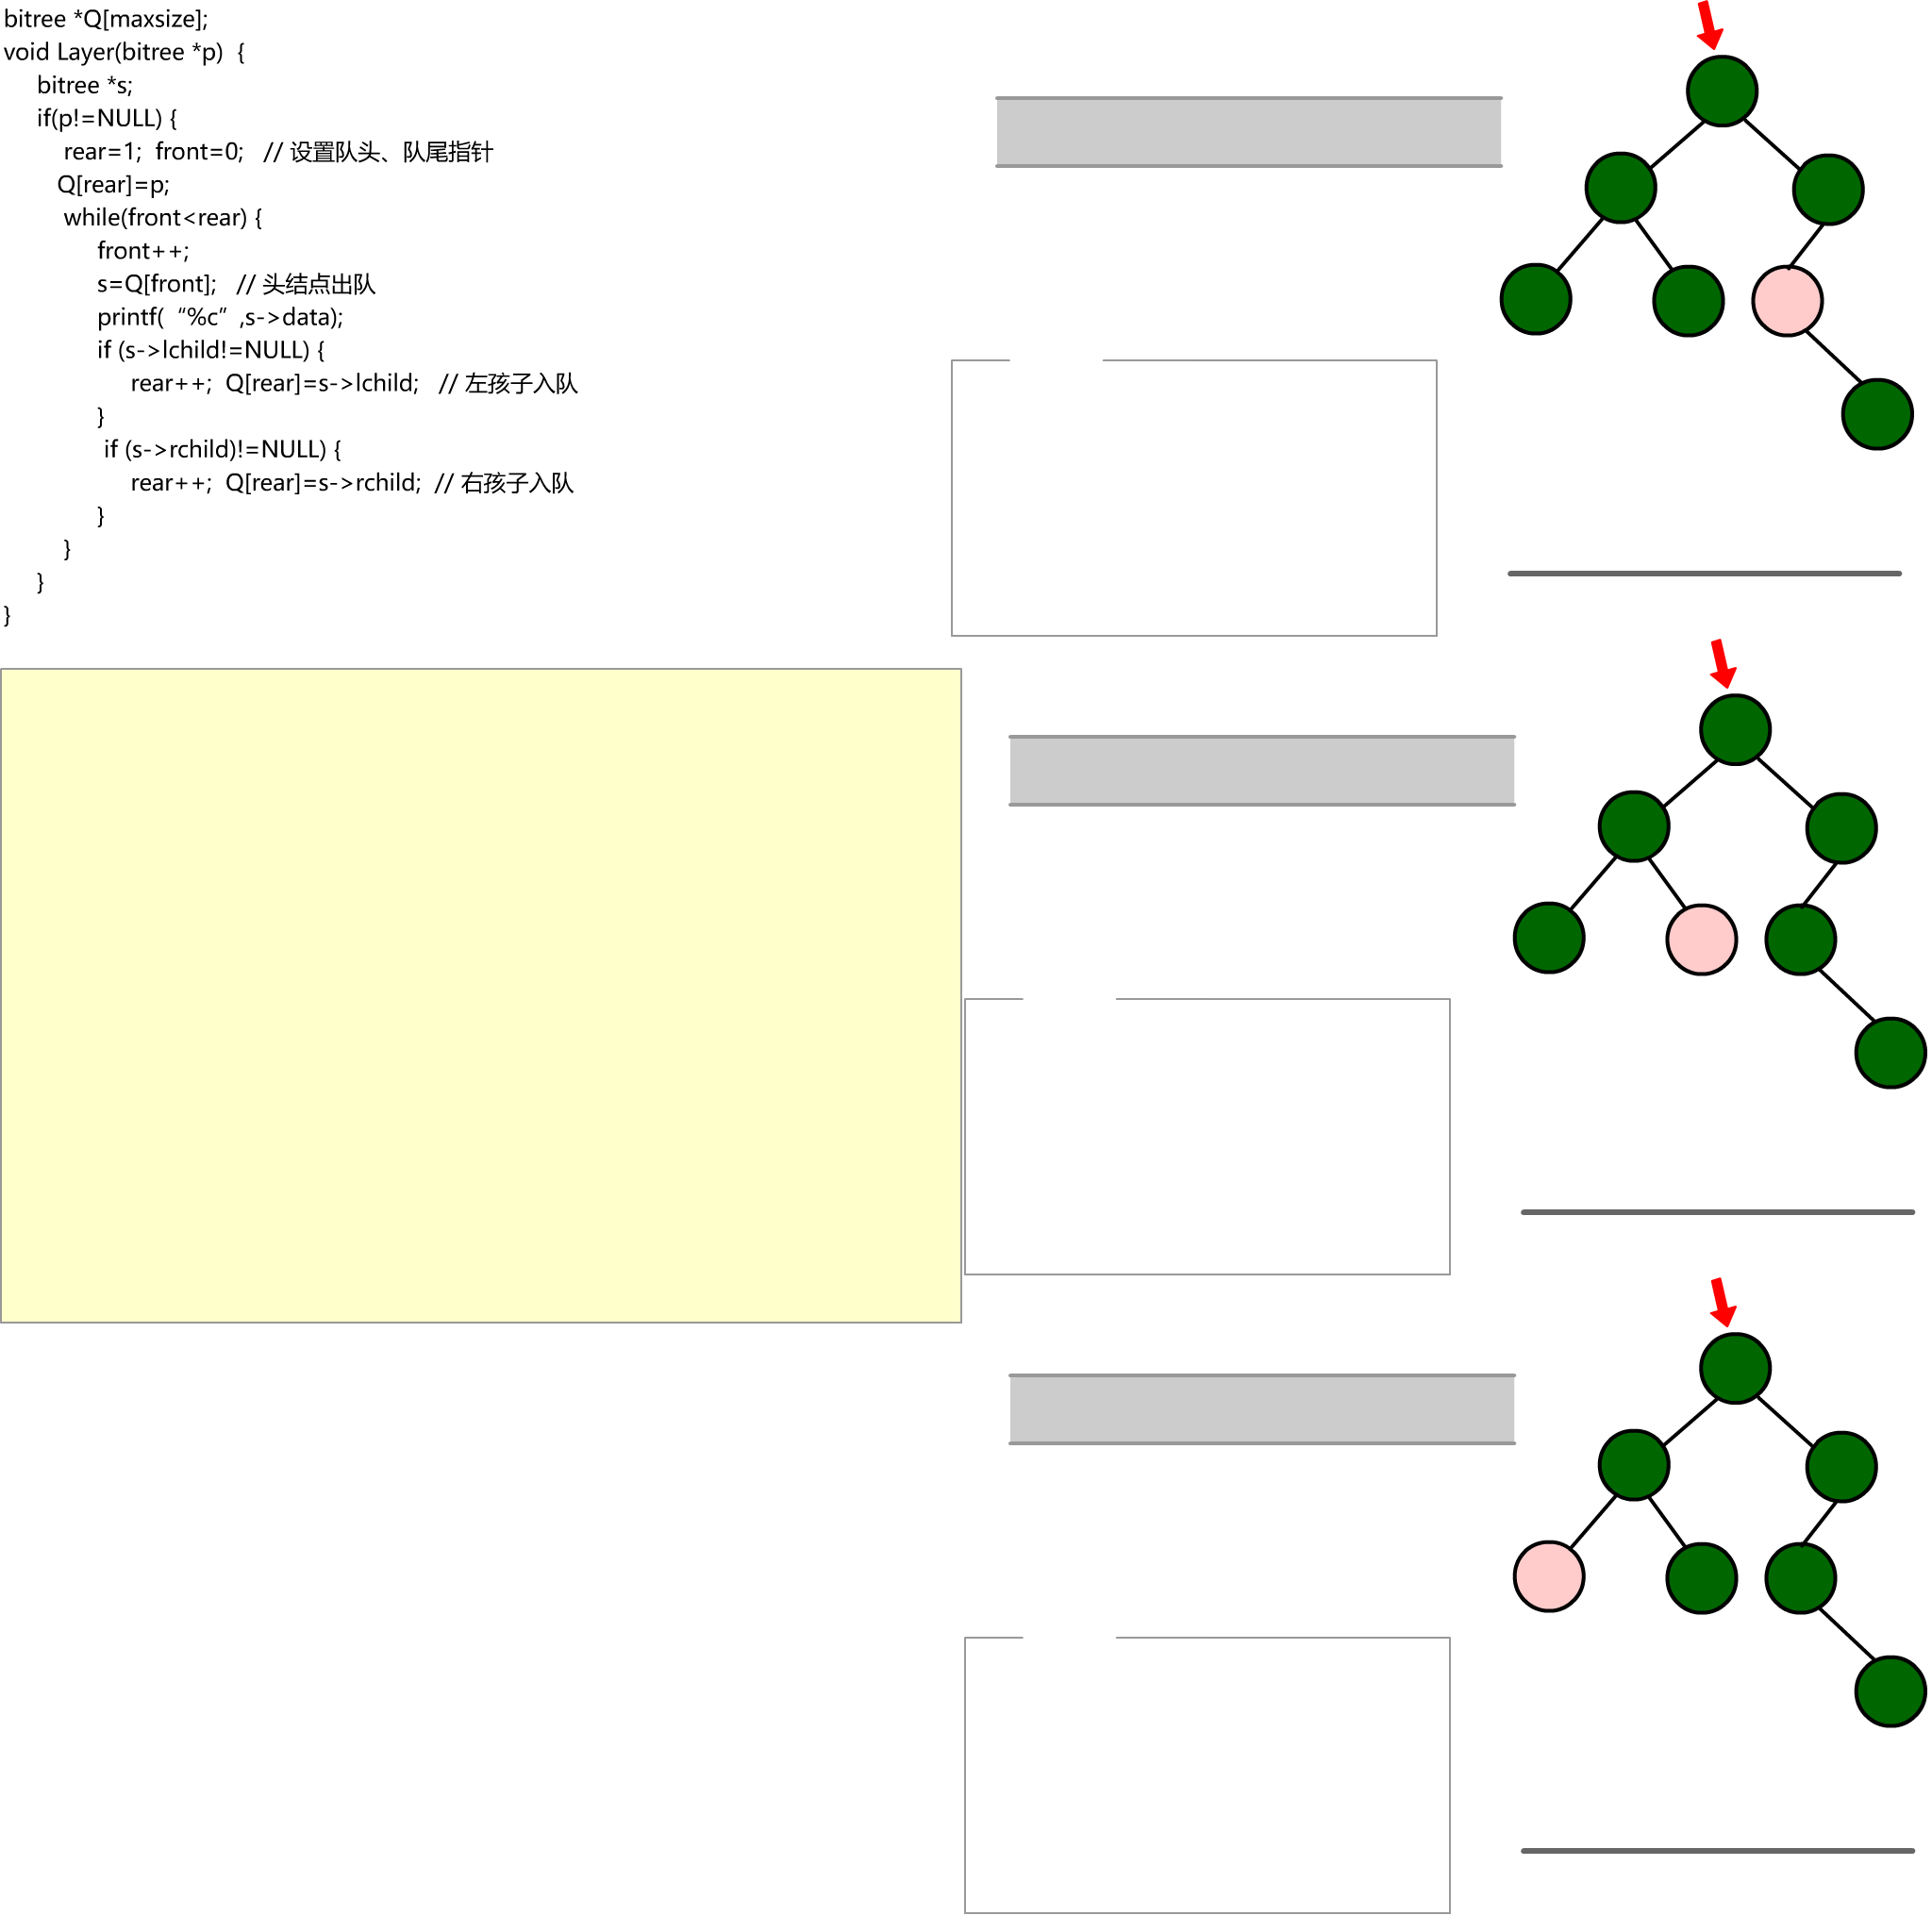 bitree *Q[maxsize];
void Layer(bitree *p)  {
bitree *s;
if(p!=NULL) {
rear=1;  front=0;   // 设置队头、队尾指针
Q[rear]=p;
while(front<rear) {
front++;
s=Q[front];   // 头结点出队
printf(  “%c”  ,s->data);
if (s->lchild!=NULL) {
rear++;  Q[rear]=s->lchild;   // 左孩子入队
}
if (s->rchild)!=NULL) {
rear++;  Q[rear]=s->rchild;  // 右孩子入队
}
}
}
}